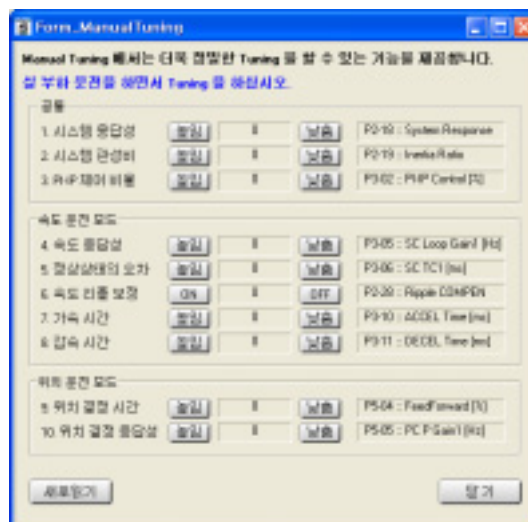 Form_ManualTuning
Manual Tuning 에서는 더욱 정밀한 Tuning 을 할 수 있는 기능을 제공합니다.
실 부하 운전을 하면서 Tuning 을 하십시오.
공통
1. 시스템 응답성 높임 0 낮춤 P2-18 : System Response
2. 시스템 관성비 높임 0 낮춤 P2-19 : Inertia Ratio
3. P/IP 제어 비율 높임 0 낮춤 P3-02 : P/IP Control [%]
속도 운전 모드
4. 속도 응답성 높임 0 낮춤 P3-05 : SC Loop Gain1 [Hz]
5. 정상상태의 오차 높임 0 낮춤 P3-06 : SC TC1 [ms]
6. 속도 리플 보정 ON 0 OFF P2-28 : Ripple COMPEN
7. 가속 시간 높임 0 낮춤 P3-10 : ACCEL Time [ms]
8. 감속 시간 높임 0 낮춤 P3-11 : DECEL Time [ms]
위치 운전 모드
9. 위치 결정 시간 높임 0 낮춤 P5-04 : FeedForward [%]
10. 위치 결정 응답성 높임 0 낮춤 P5-05 : PC P Gain1 [Hz]
새로읽기 닫기